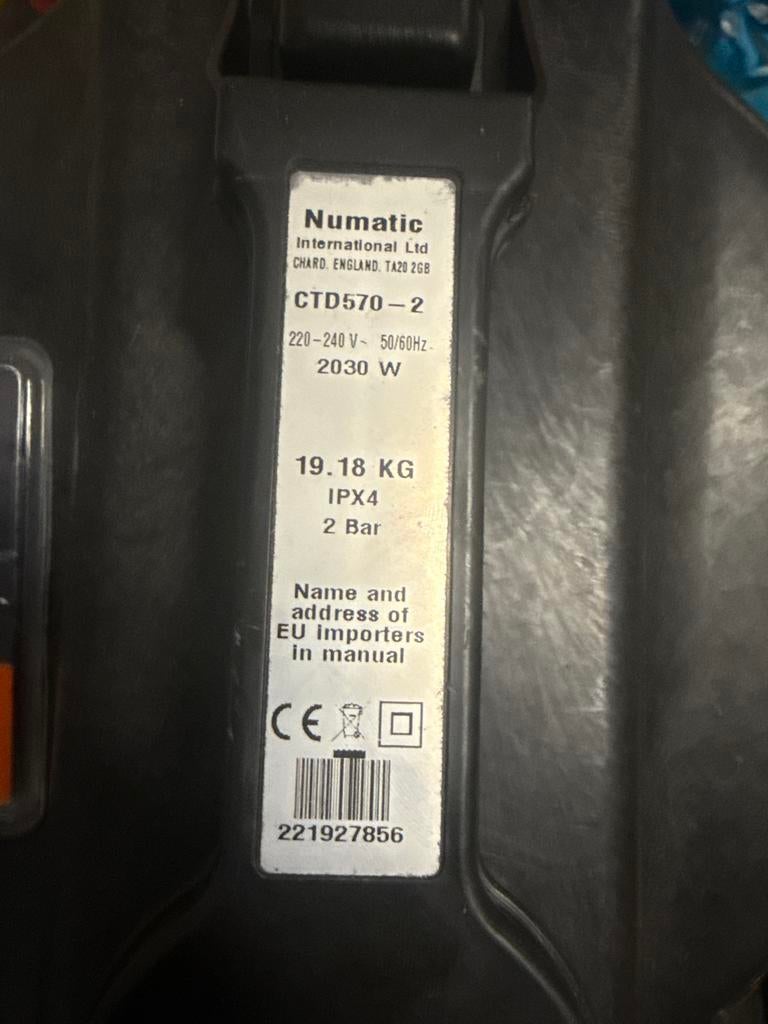 Numatic
International Ltd
CHARD. ENGLAND. TA20 2GB
CTD570-2
220-240 V~ 50/60Hz
2030 W
19.18 KG
IPX4
2 Bar
Name and
address of
EU importers
in manual
CE
221927856